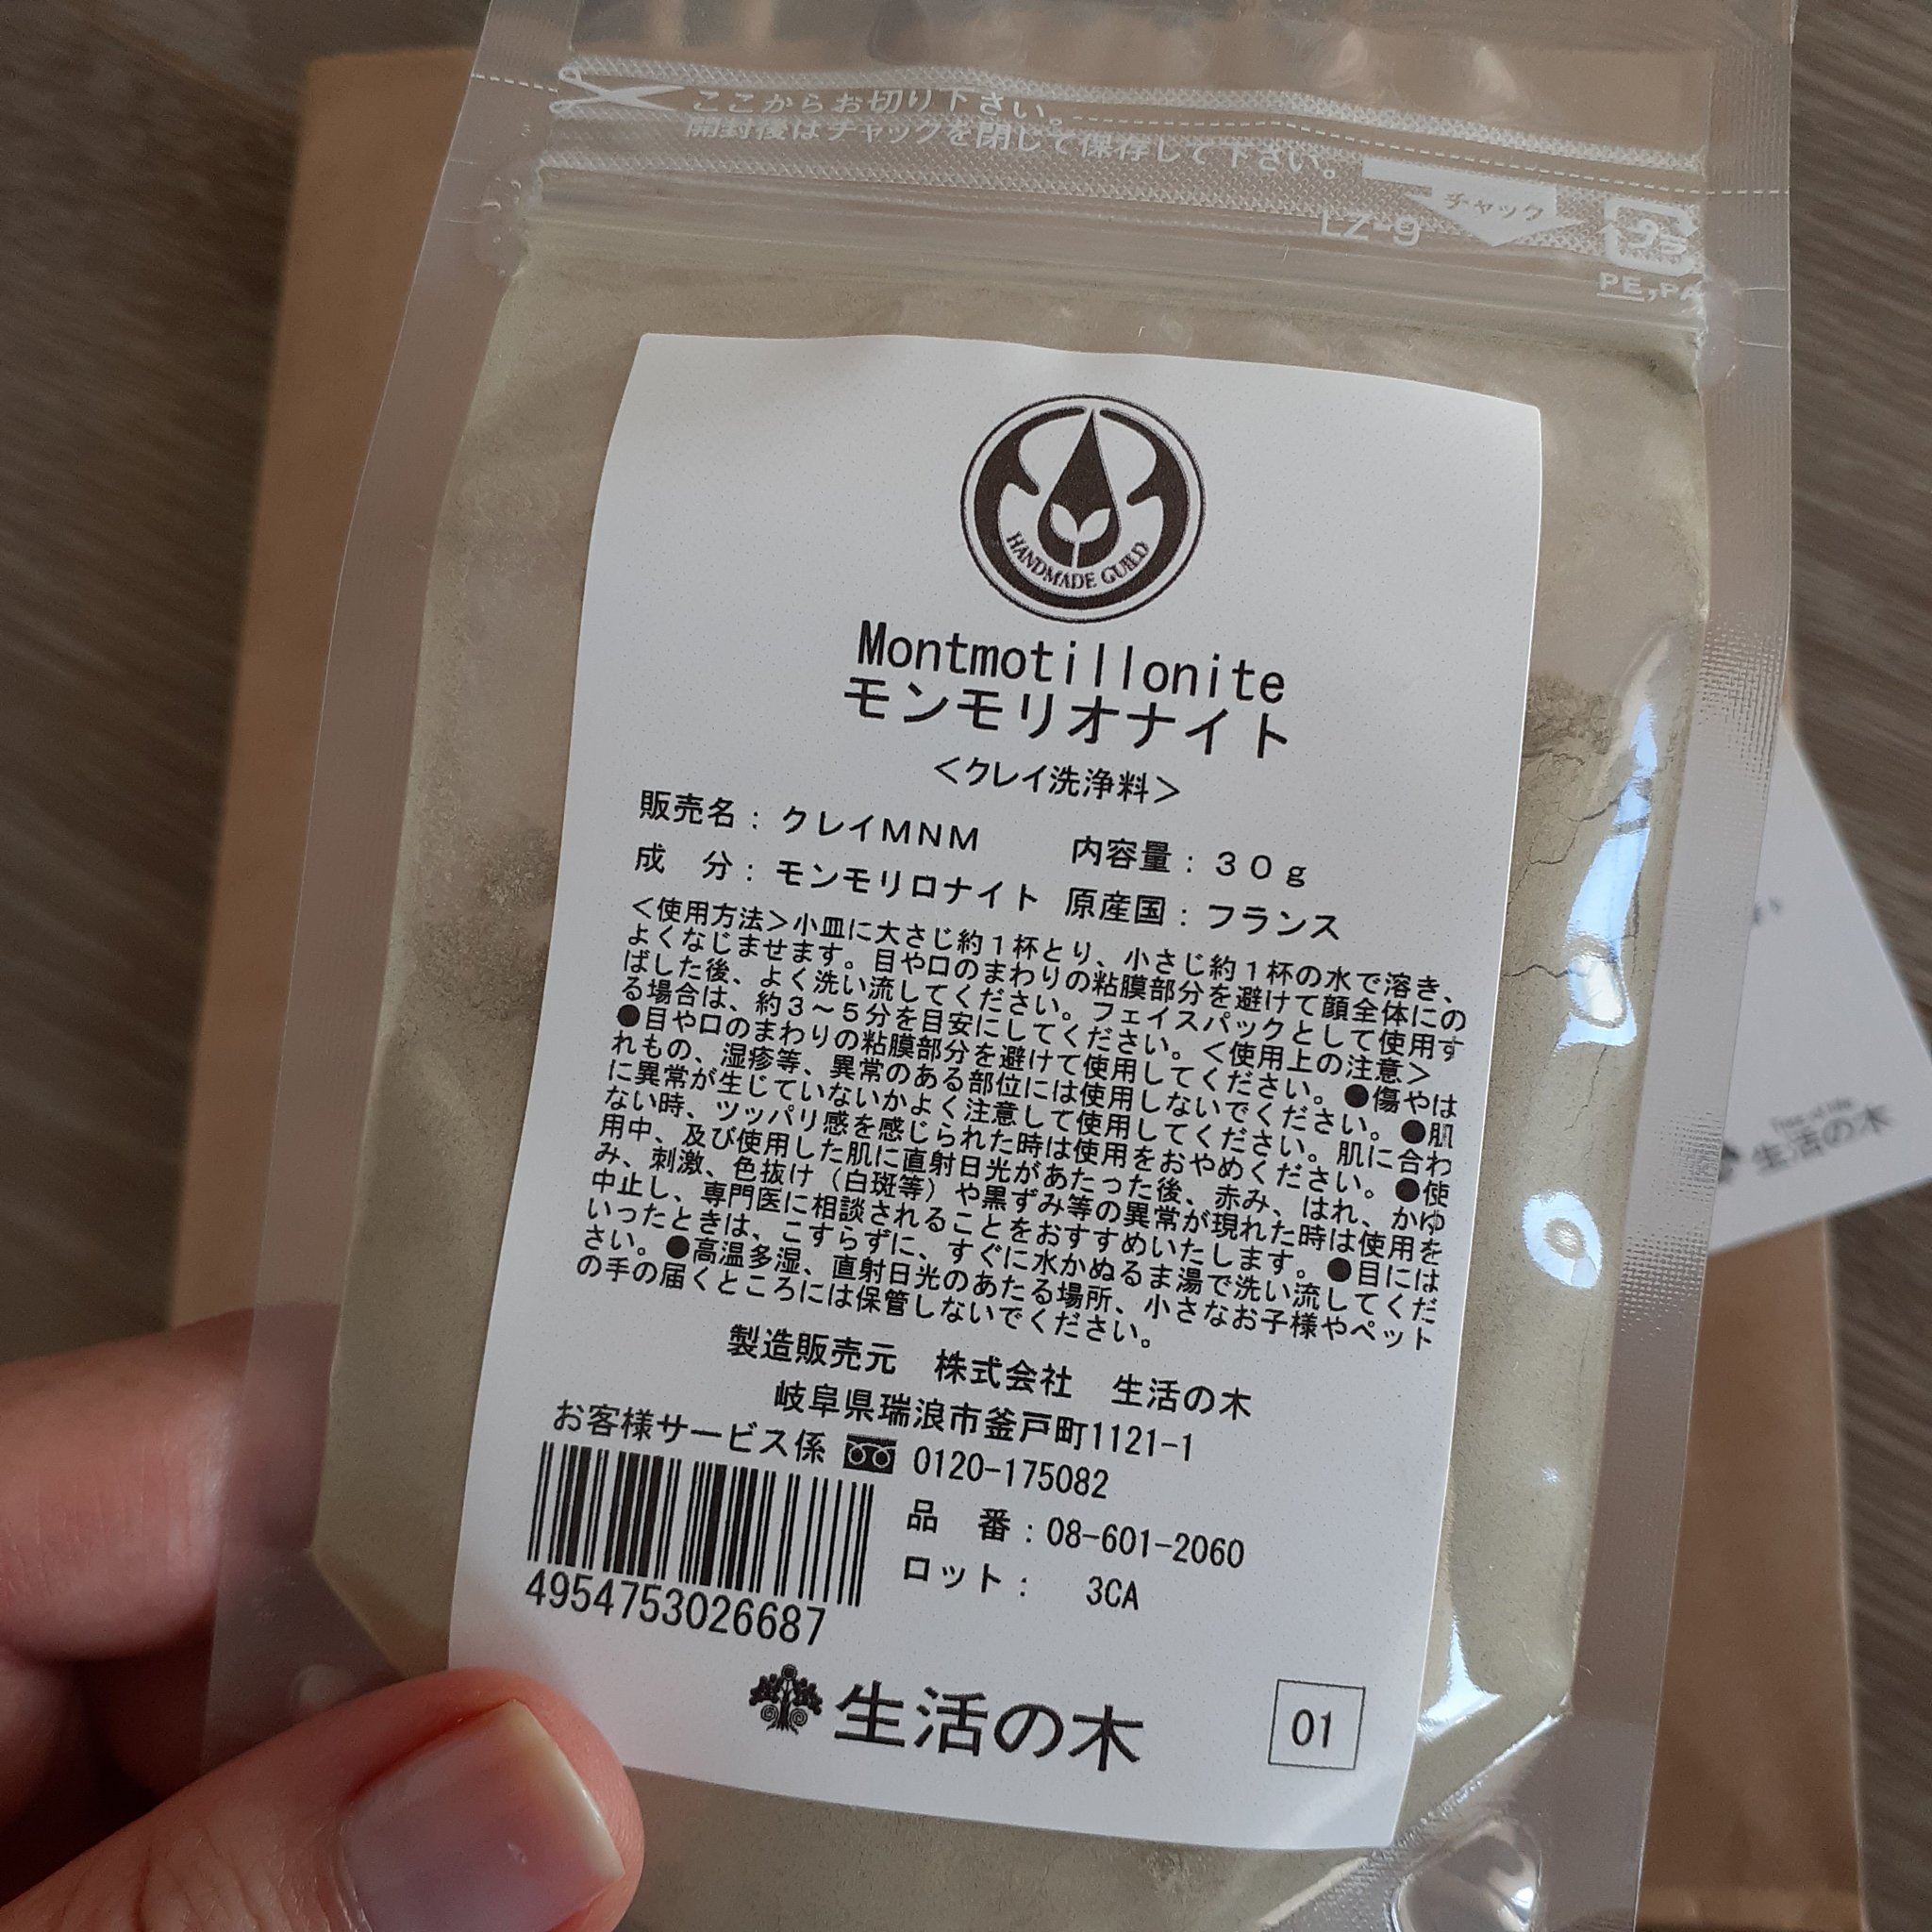 ここからお切り下さい。
開封後はチャックを閉じて保存して下さい。
チャック
LZ-9
PE,PA
HANDMADE GUILD
Montmotillonite
モンモリオナイト
＜クレイ洗浄料＞
販売名：クレイＭＮＭ　内容量：３０ｇ
成　分：モンモリロナイト 原産国：フランス
＜使用方法＞小皿に大さじ約１杯とり、小さじ約１杯の水で溶き、
よくなじませます。目や口のまわりの粘膜部分を避けて顔全体にの
ばした後、よく洗い流してください。フェイスパックとして使用す
る場合は、約３～５分を目安にしてください。＜使用上の注意＞
●目や口のまわりの粘膜部分を避けて使用してください。●傷やは
れもの、湿疹等、異常のある部位には使用しないでください。●肌
に異常が生じていないかよく注意して使用してください。肌に合わ
ない時、ツッパリ感を感じられた時は使用をおやめください。●使
用中、及び使用した肌に直射日光があたった後、赤み、はれ、かゆ
み、刺激、色抜け（白斑等）や黒ずみ等の異常が現れた時は使用を
中止し、専門医に相談されることをおすすめいたします。●目には
いったときは、こすらずに、すぐに水かぬるま湯で洗い流してくだ
さい。●高温多湿、直射日光のあたる場所、小さなお子様やペット
の手の届くところには保管しないでください。
製造販売元　株式会社　生活の木
岐阜県瑞浪市釜戸町1121-1
お客様サービス係 0120-175082
品　番：08-601-2060
ロット：　3CA
4954753026687
生活の木
01
Tree of life
生活の木